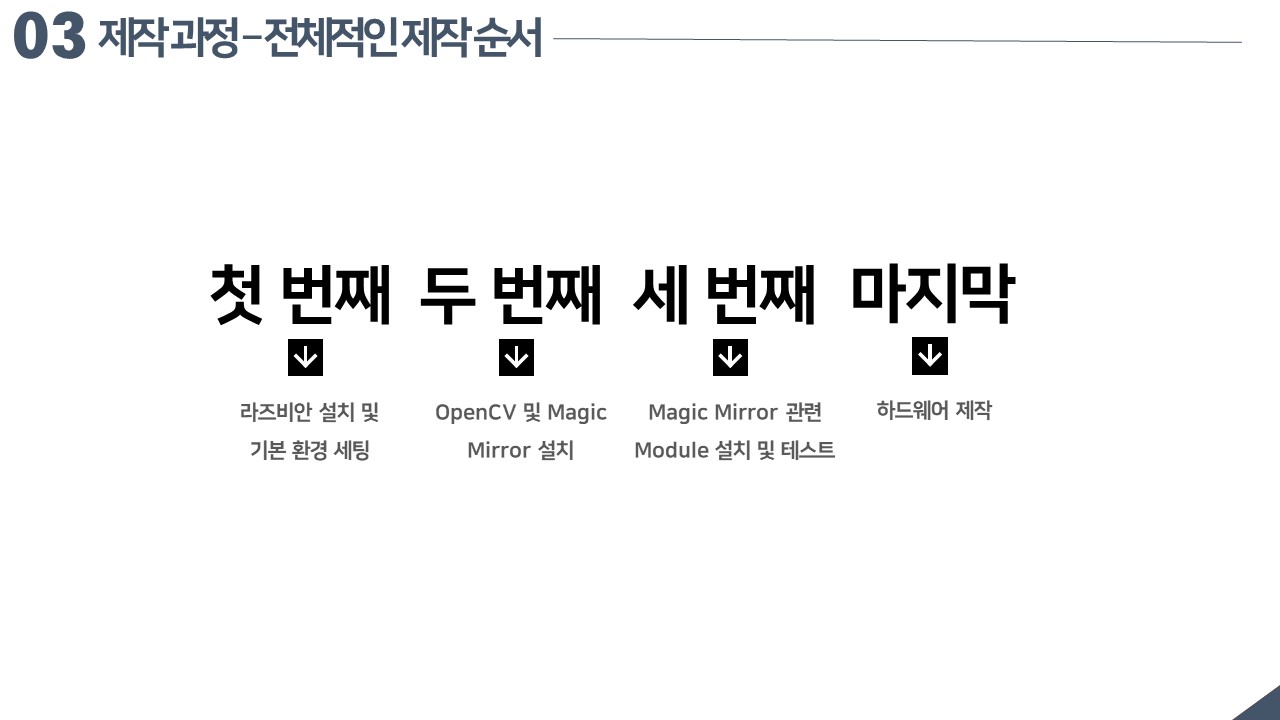 03 제작 과정 – 전체적인 제작 순서
첫 번째
라즈비안 설치 및
기본 환경 세팅
두 번째
OpenCV 및 Magic
Mirror 설치
세 번째
Magic Mirror 관련
Module 설치 및 테스트
마지막
하드웨어 제작